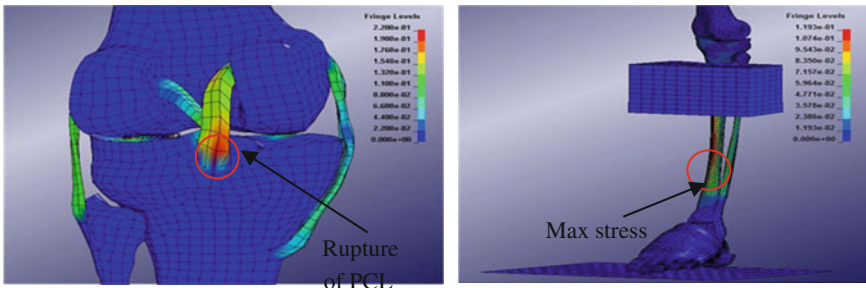 Fringe Levels
2.200e-01
1.980e-01
1.760e-01
1.540e-01
1.320e-01
1.100e-01
8.800e-02
6.600e-02
4.400e-02
2.200e-02
0.000e+00
Rupture
of PCL
Fringe Levels
1.193e-01
1.074e-01
9.543e-02
8.350e-02
7.157e-02
5.964e-02
4.771e-02
3.578e-02
2.386e-02
1.193e-02
0.000e+00
Max stress